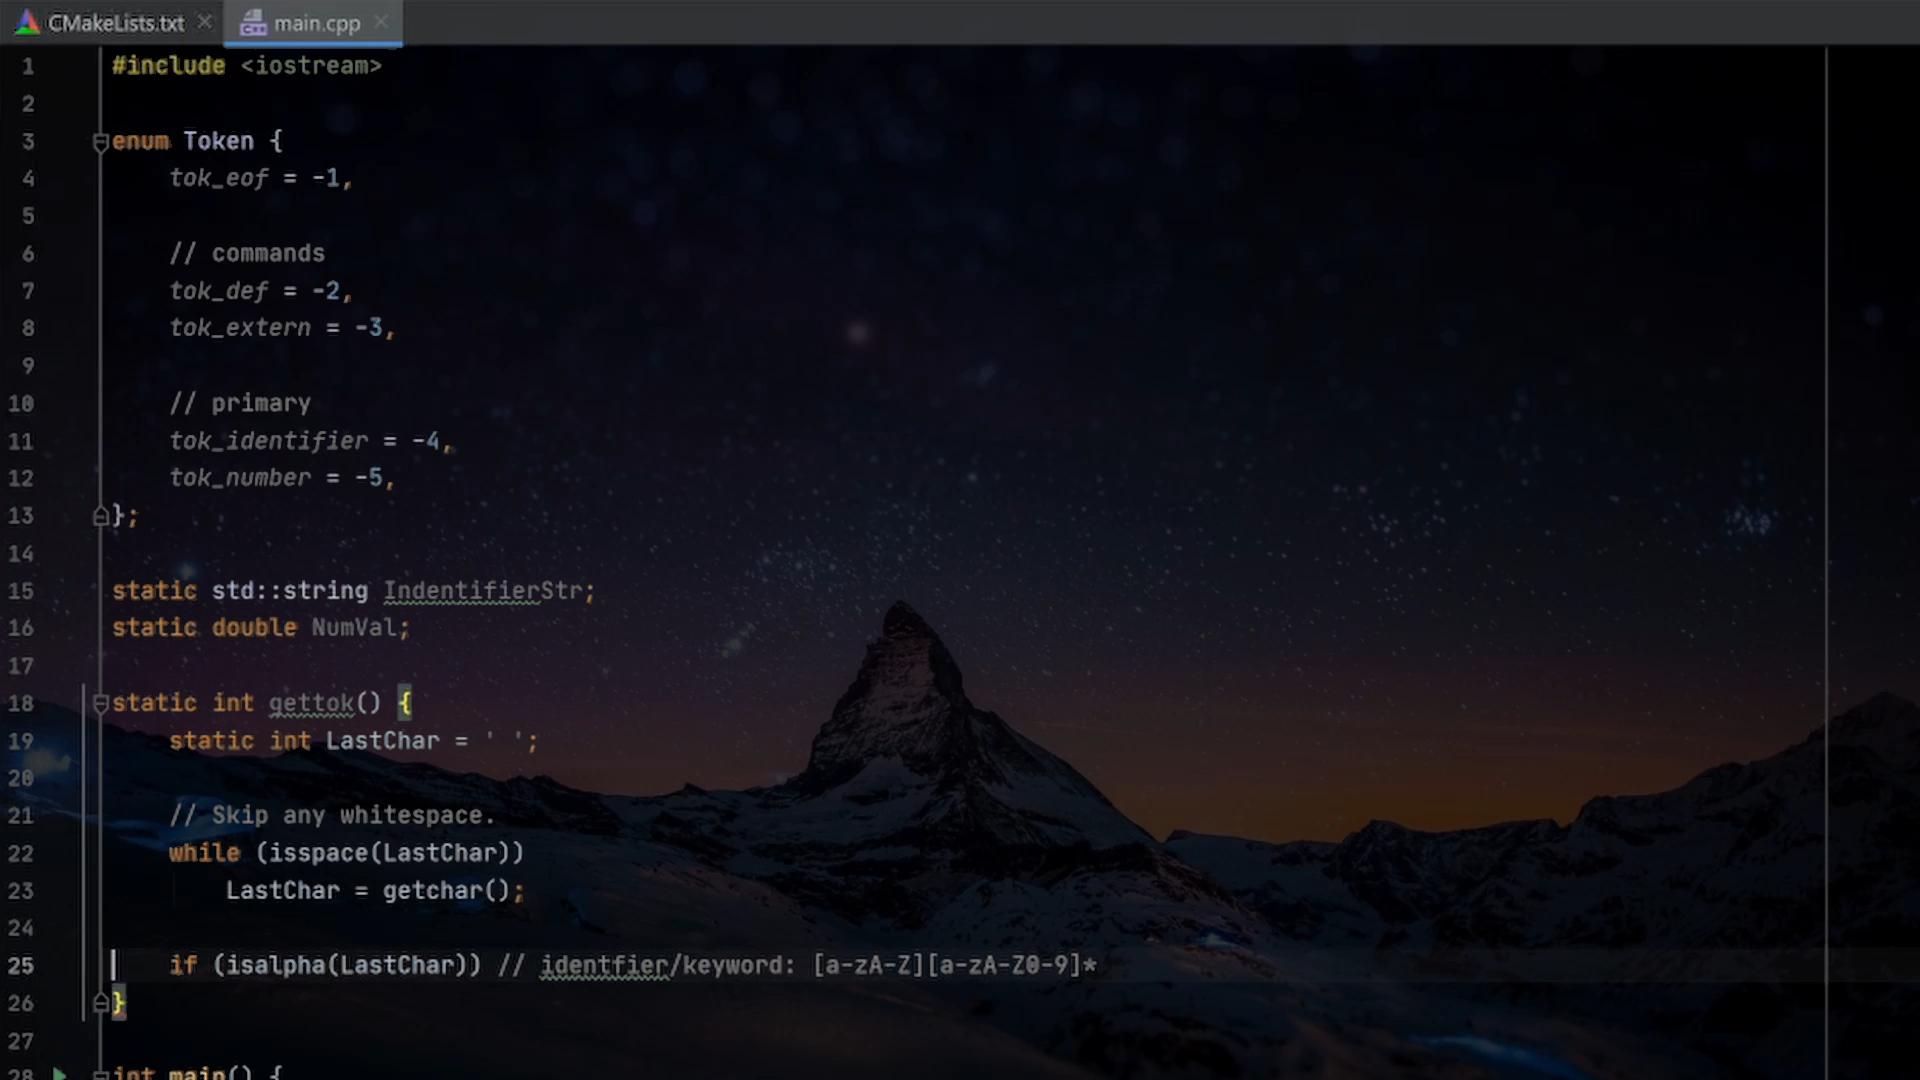 CMakeLists.txt
main.cpp
1 #include <iostream>
2
3 enum Token {
4 tok_eof = -1,
5
6 // commands
7 tok_def = -2,
8 tok_extern = -3,
9
10 // primary
11 tok_identifier = -4,
12 tok_number = -5,
13 };
14
15 static std::string IndentifierStr;
16 static double NumVal;
17
18 static int gettok() {
19 static int LastChar = ' ';
20
21 // Skip any whitespace.
22 while (isspace(LastChar))
23 LastChar = getchar();
24
25 if (isalpha(LastChar)) // identfier/keyword: [a-zA-Z][a-zA-Z0-9]*
26 }
27
28 int main() {